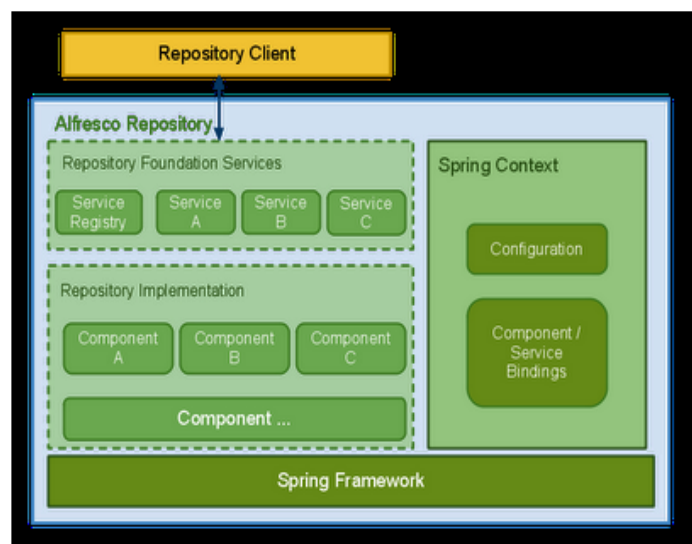 Repository Client
Alfresco Repository
Repository Foundation Services
Service
Registry
Service
A
Service
B
Service
C
Repository Implementation
Component
A
Component
B
Component
C
Component ...
Spring Context
Configuration
Component /
Service
Bindings
Spring Framework